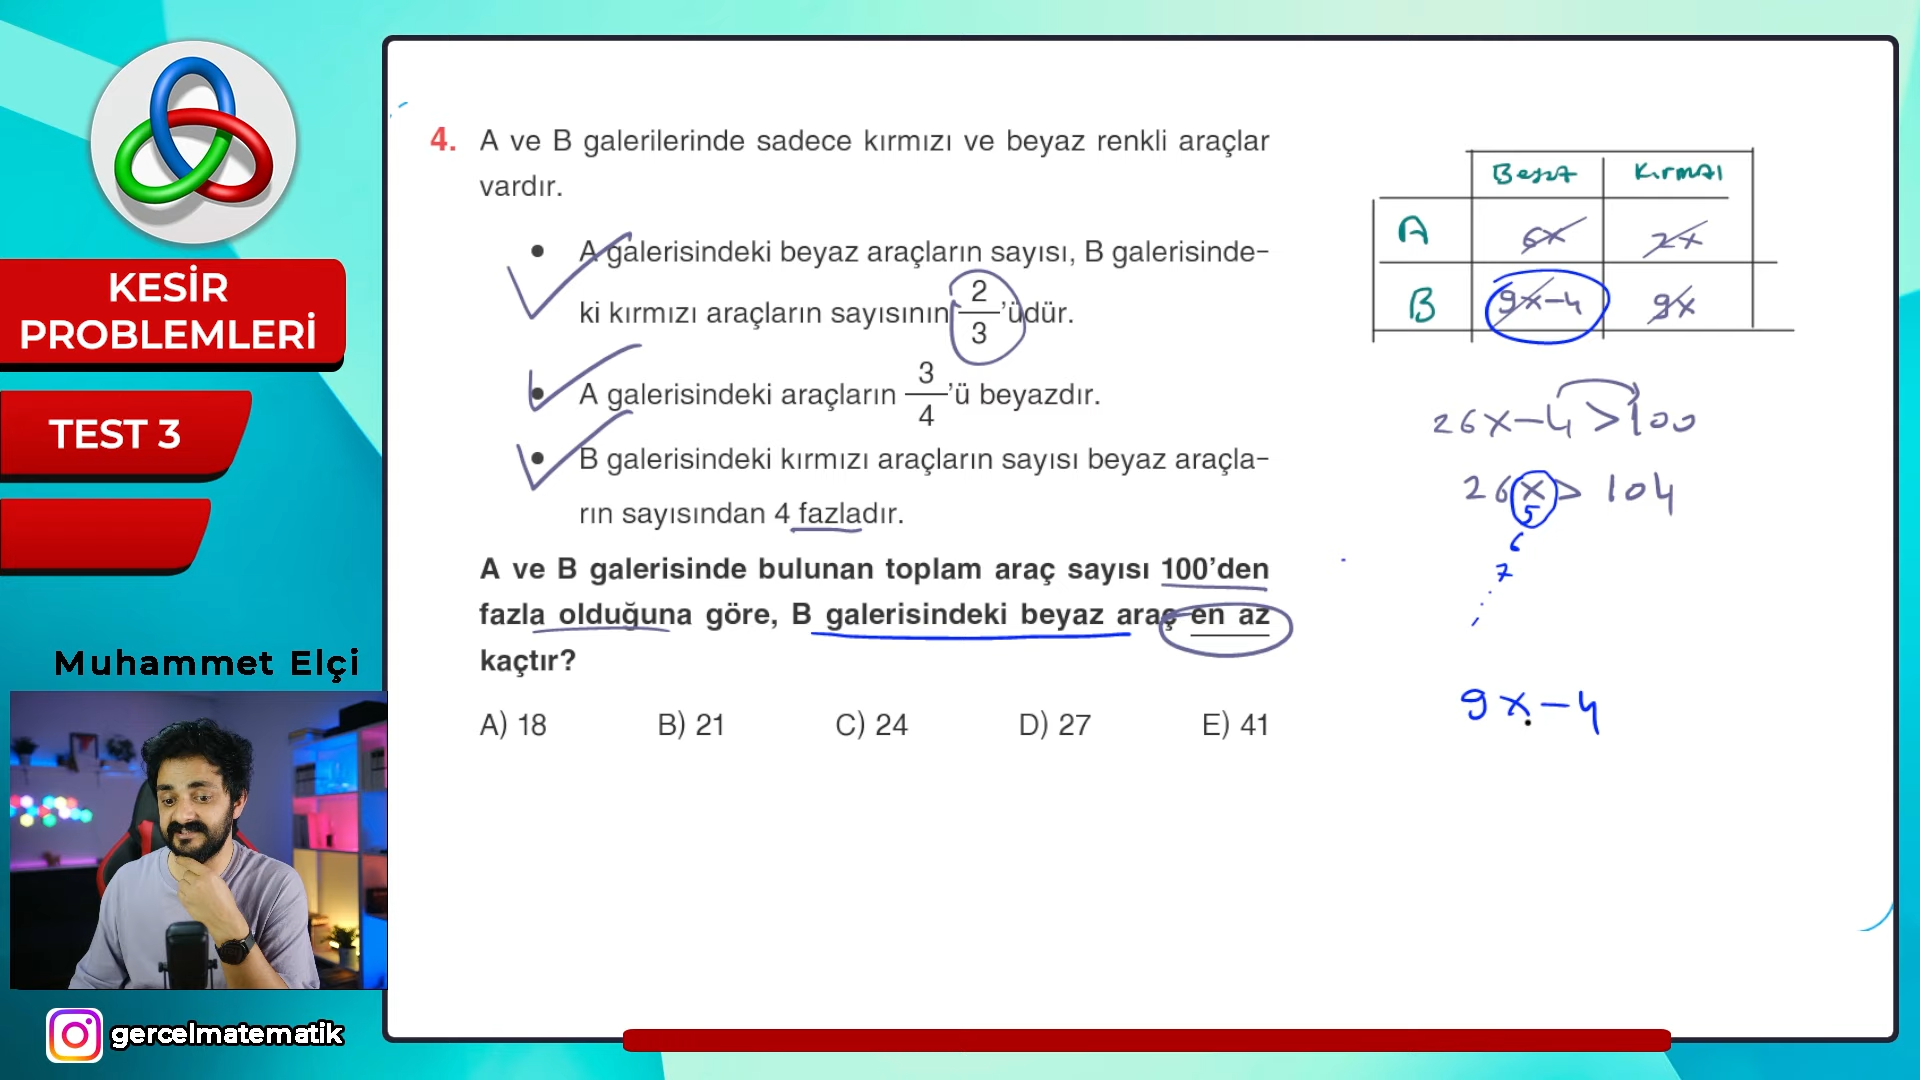 KESİR
PROBLEMLERİ
TEST 3
Muhammet Elçi
gercelmatematik
4. A ve B galerilerinde sadece kırmızı ve beyaz renkli araçlar
vardır.
• A galerisindeki beyaz araçların sayısı, B galerisinde-
ki kırmızı araçların sayısının 2/3 'üdür.
• A galerisindeki araçların 3/4 'ü beyazdır.
• B galerisindeki kırmızı araçların sayısı beyaz araçla-
rın sayısından 4 fazladır.
A ve B galerisinde bulunan toplam araç sayısı 100'den
fazla olduğuna göre, B galerisindeki beyaz araç en az
kaçtır?
A) 18 B) 21 C) 24 D) 27 E) 41
Beyaz Kırmızı
A 6x 2x
B 9x-4 9x
26x-4 > 100
26x > 104
5
6
7
9x-4